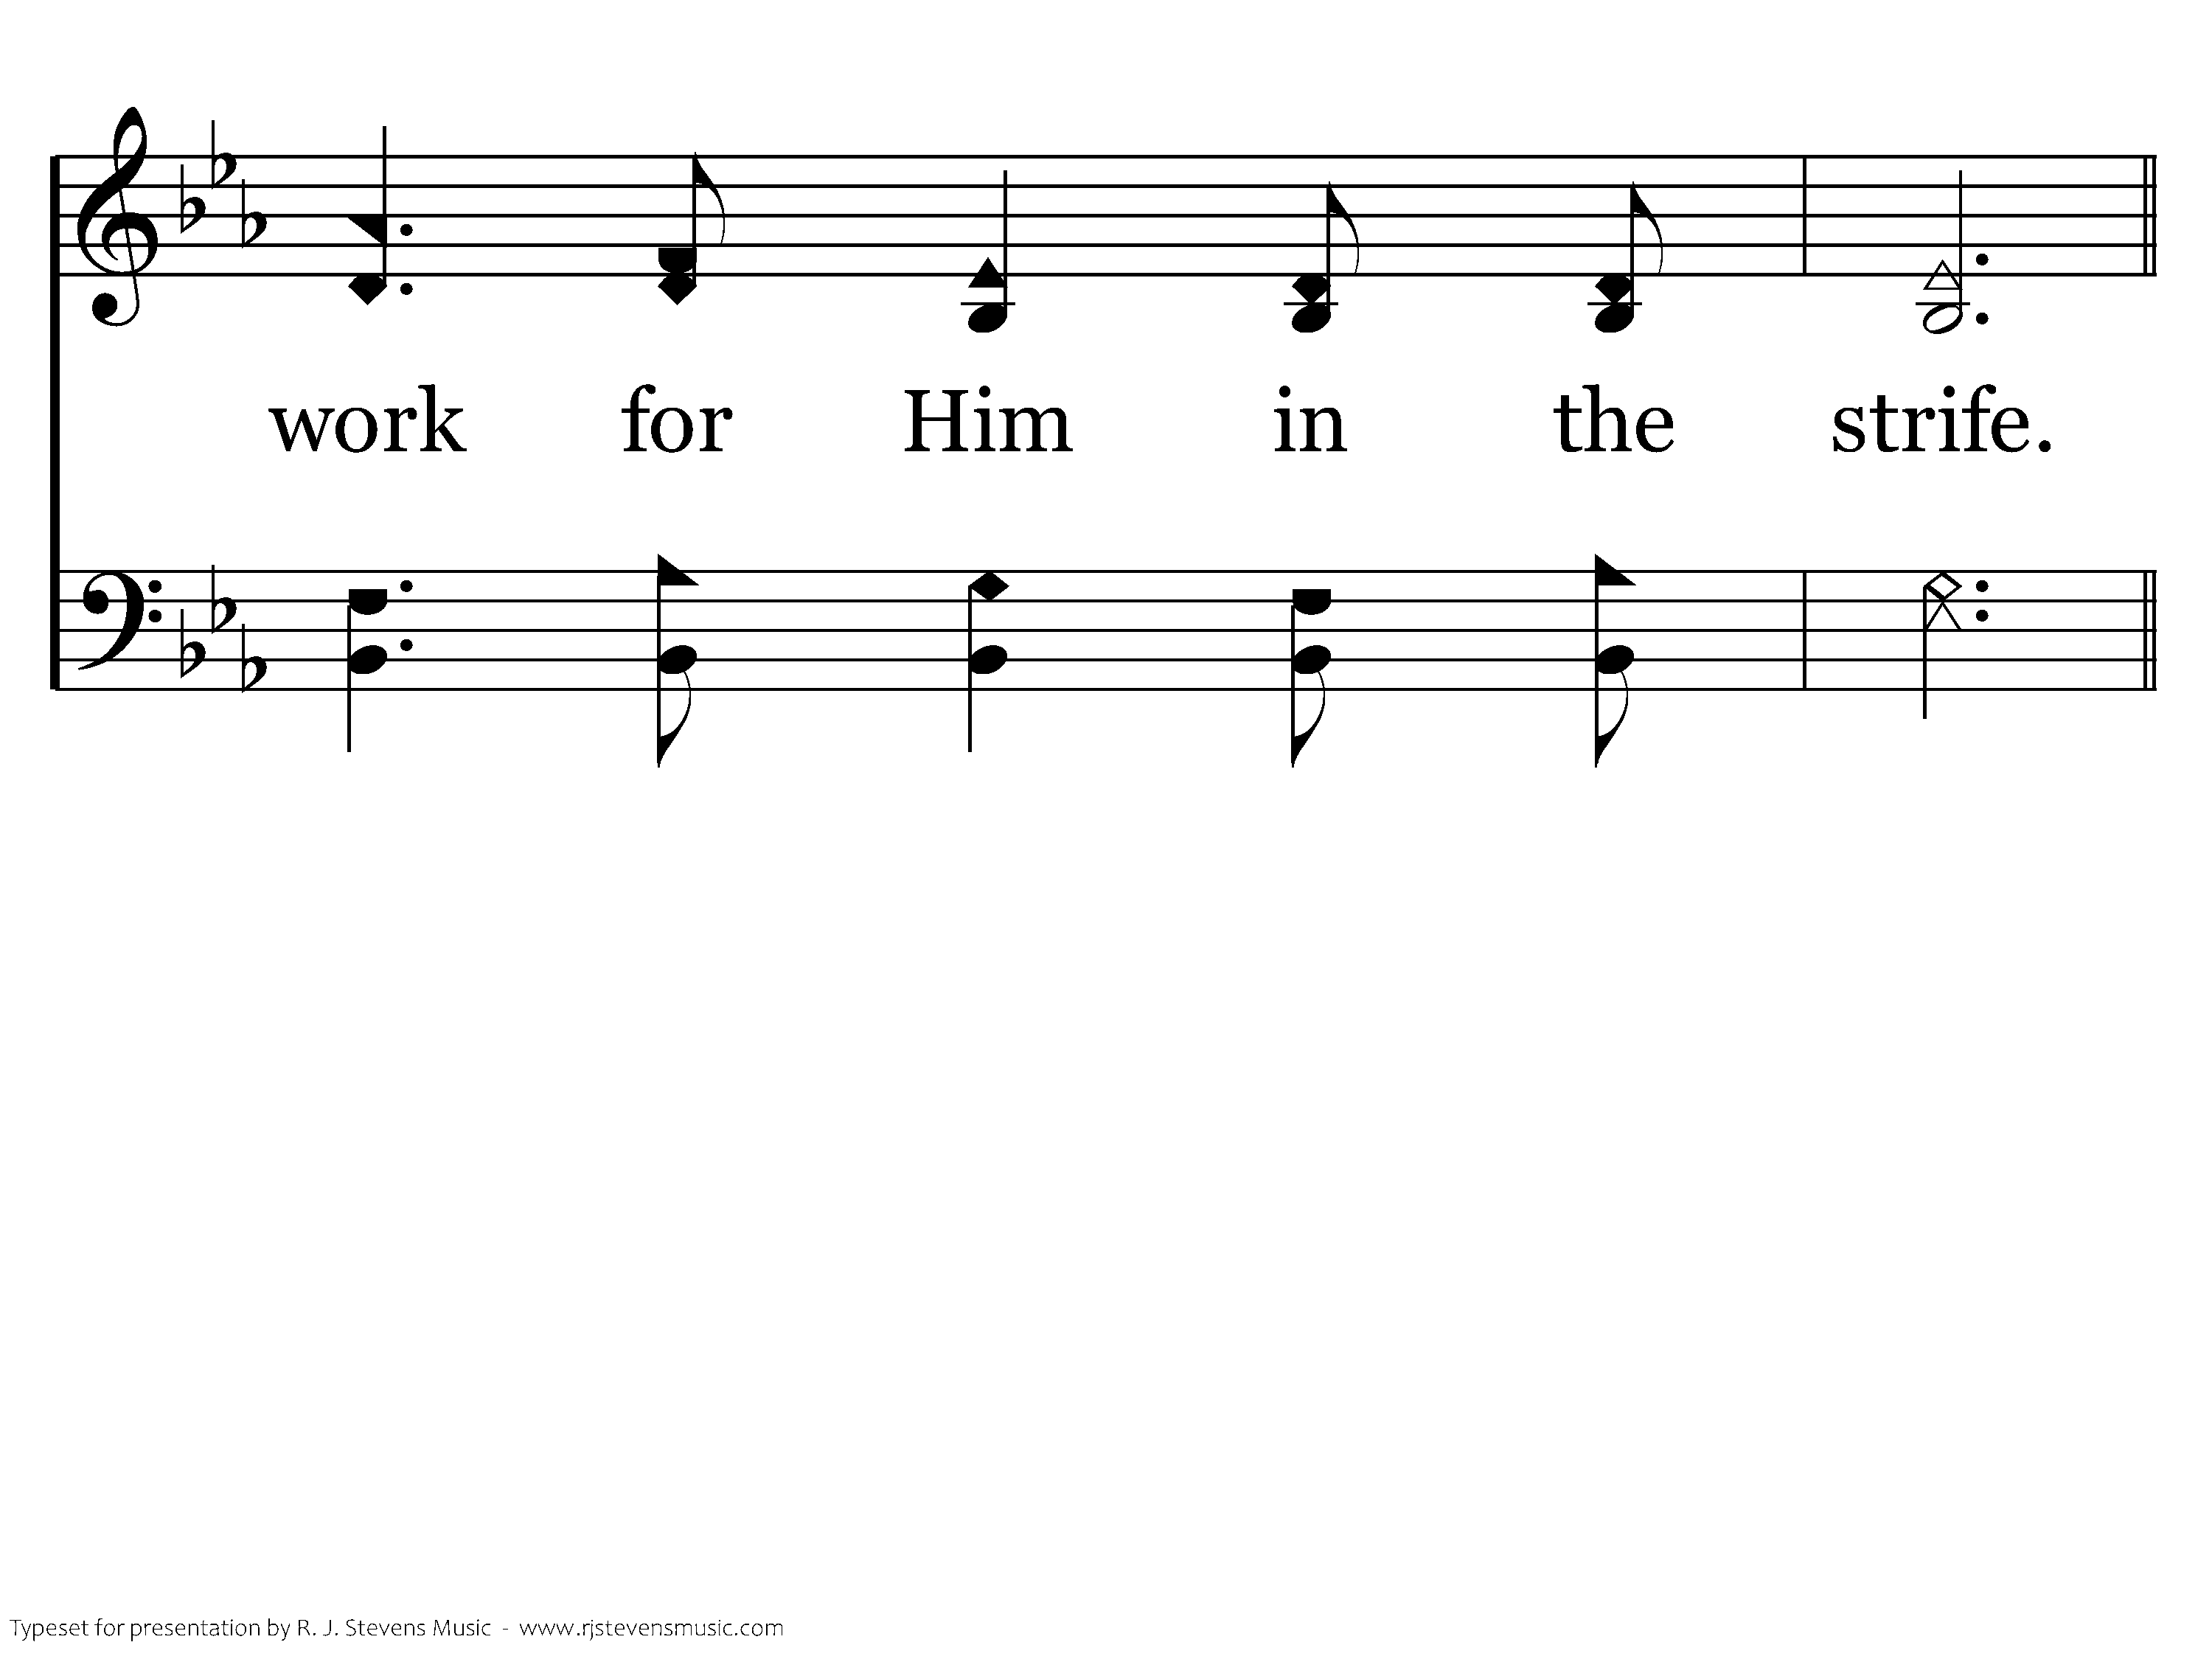 work for Him in the strife.
Typeset for presentation by R. J. Stevens Music - www.rjstevensmusic.com